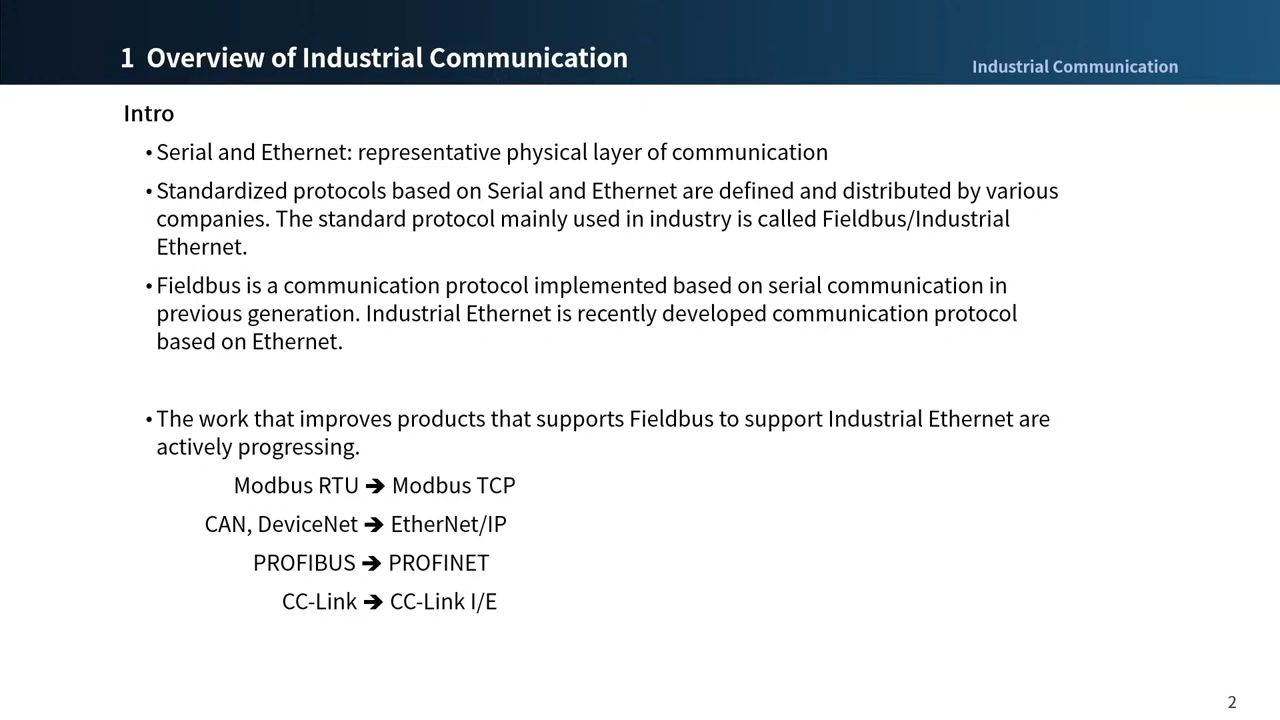 1 Overview of Industrial Communication
Industrial Communication
Intro
• Serial and Ethernet: representative physical layer of communication
• Standardized protocols based on Serial and Ethernet are defined and distributed by various
companies. The standard protocol mainly used in industry is called Fieldbus/Industrial
Ethernet.
• Fieldbus is a communication protocol implemented based on serial communication in
previous generation. Industrial Ethernet is recently developed communication protocol
based on Ethernet.
• The work that improves products that supports Fieldbus to support Industrial Ethernet are
actively progressing.
Modbus RTU ➔ Modbus TCP
CAN, DeviceNet ➔ EtherNet/IP
PROFIBUS ➔ PROFINET
CC-Link ➔ CC-Link I/E
2